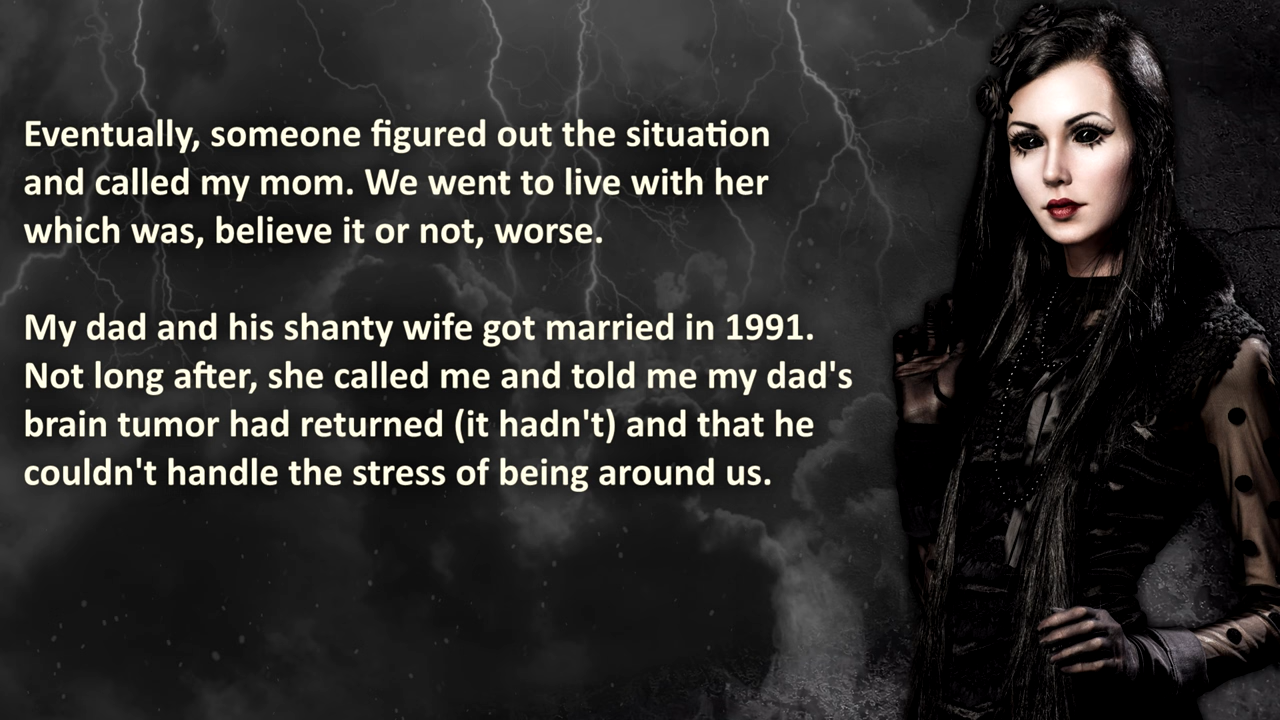 Eventually, someone figured out the situation
and called my mom. We went to live with her
which was, believe it or not, worse.
My dad and his shanty wife got married in 1991.
Not long after, she called me and told me my dad's
brain tumor had returned (it hadn't) and that he
couldn't handle the stress of being around us.